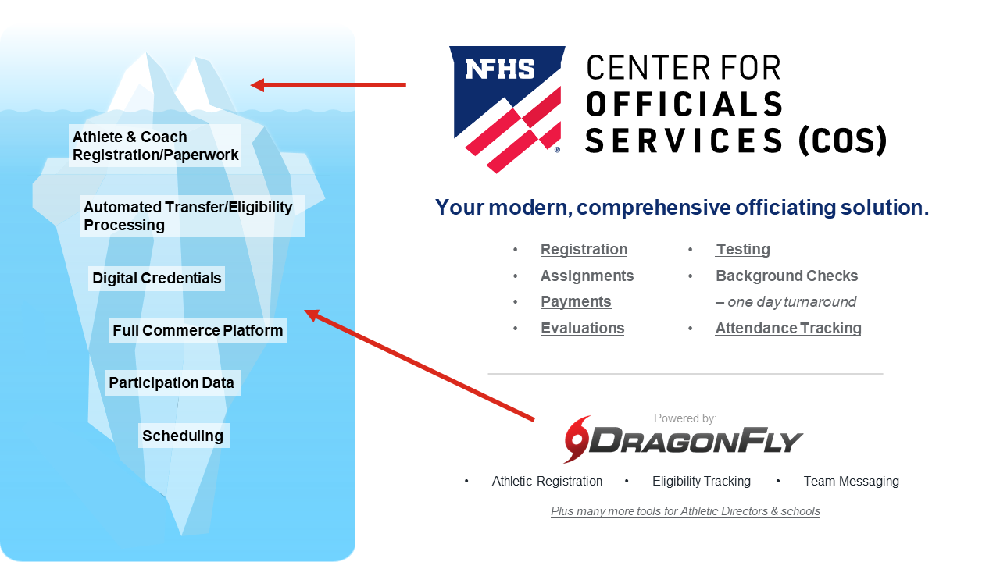 Athlete & Coach
Registration/Paperwork
Automated Transfer/Eligibility
Processing
Digital Credentials
Full Commerce Platform
Participation Data
Scheduling
NFHS
®
CENTER FOR
OFFICIALS
SERVICES (COS)
Your modern, comprehensive officiating solution.
• Registration
• Assignments
• Payments
• Evaluations
• Testing
• Background Checks
– one day turnaround
• Attendance Tracking
Powered by:
DRAGONFLY
• Athletic Registration • Eligibility Tracking • Team Messaging
Plus many more tools for Athletic Directors & schools